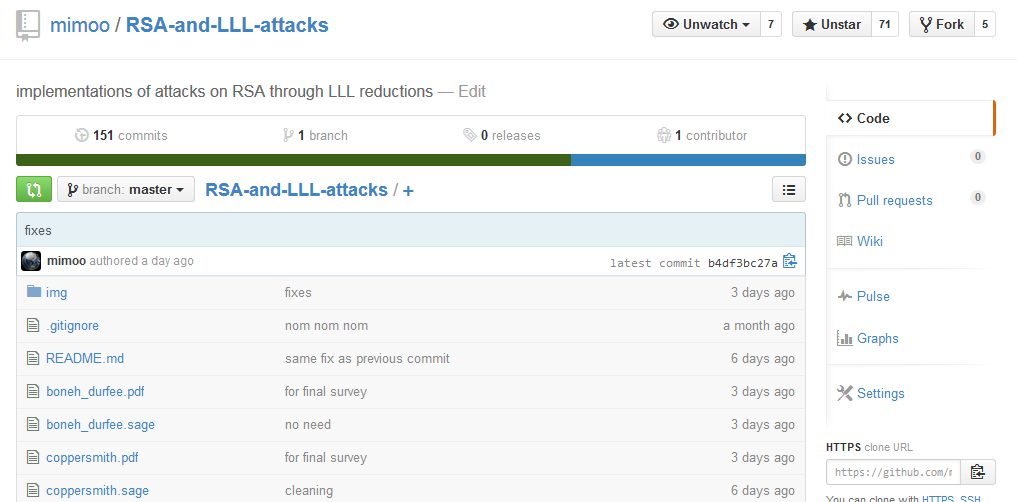 mimoo / RSA-and-LLL-attacks
Unwatch 7 Unstar 71 Fork 5
implementations of attacks on RSA through LLL reductions — Edit
151 commits 1 branch 0 releases 1 contributor
branch: master RSA-and-LLL-attacks / +
fixes
mimoo authored a day ago latest commit b4df3bc27a
img fixes 3 days ago
.gitignore nom nom nom a month ago
README.md same fix as previous commit 6 days ago
boneh_durfee.pdf for final survey 3 days ago
boneh_durfee.sage no need 3 days ago
coppersmith.pdf for final survey 3 days ago
coppersmith.sage cleaning 6 days ago
Code
Issues 0
Pull requests 0
Wiki
Pulse
Graphs
Settings
HTTPS clone URL
https://github.com/
You can clone with HTTPS, SSH,